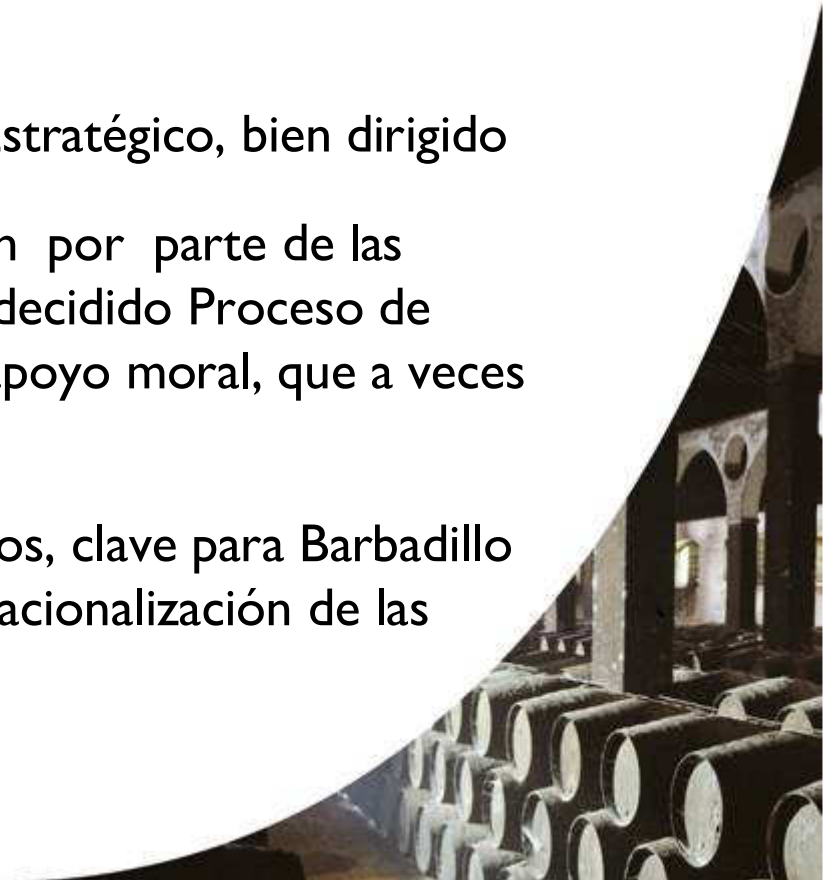 stratégico, bien dirigido
n por parte de las
decidido Proceso de
poyo moral, que a veces
os, clave para Barbadillo
acionalización de las